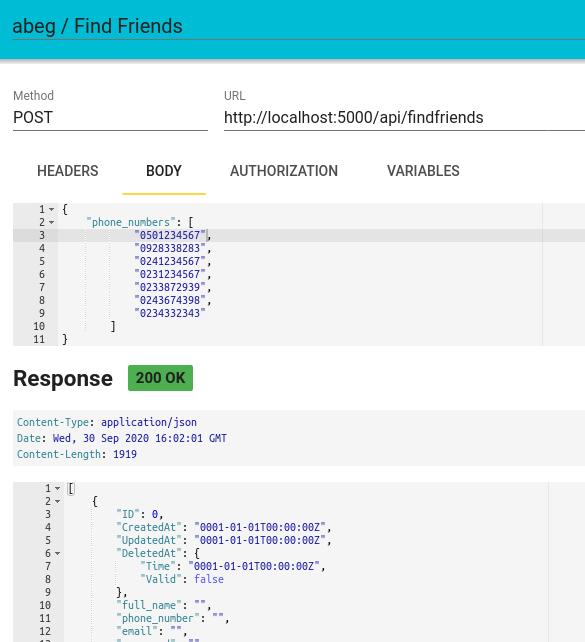 abeg / Find Friends
Method
URL
POST
http://localhost:5000/api/findfriends
HEADERS
BODY
AUTHORIZATION
VARIABLES
1 {
2 "phone_numbers": [
3 "0501234567",
4 "0928338283",
5 "0241234567",
6 "0231234567",
7 "0233872939",
8 "0243674398",
9 "0234332343"
10 ]
11 }
Response
200 OK
Content-Type: application/json
Date: Wed, 30 Sep 2020 16:02:01 GMT
Content-Length: 1919
1 [
2 {
3 "ID": 0,
4 "CreatedAt": "0001-01-01T00:00:00Z",
5 "UpdatedAt": "0001-01-01T00:00:00Z",
6 "DeletedAt": {
7 "Time": "0001-01-01T00:00:00Z",
8 "Valid": false
9 },
10 "full_name": "",
11 "phone_number": "",
12 "email": "",